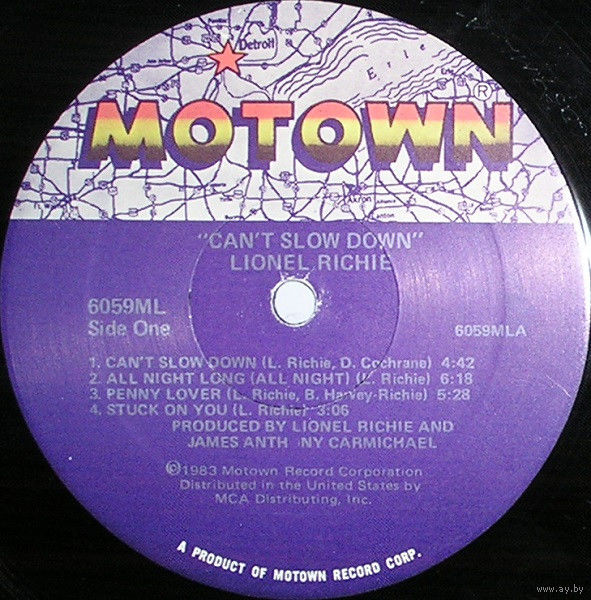 Detroit
Erie
MOTOWN®
Akron
"CAN'T SLOW DOWN"
LIONEL RICHIE
6059ML
Side One
6059MLA
1. CAN'T SLOW DOWN (L. Richie, D. Cochrane) 4:42
2. ALL NIGHT LONG (ALL NIGHT) (L. Richie) 6:18
3. PENNY LOVER (L. Richie, B. Harvey-Richie) 5:28
4. STUCK ON YOU (L. Richie) 3:06
PRODUCED BY LIONEL RICHIE AND
JAMES ANTH NY CARMICHAEL
©1983 Motown Record Corporation
Distributed in the United States by
MCA Distributing, Inc.
A PRODUCT OF MOTOWN RECORD CORP.
www.ay.by